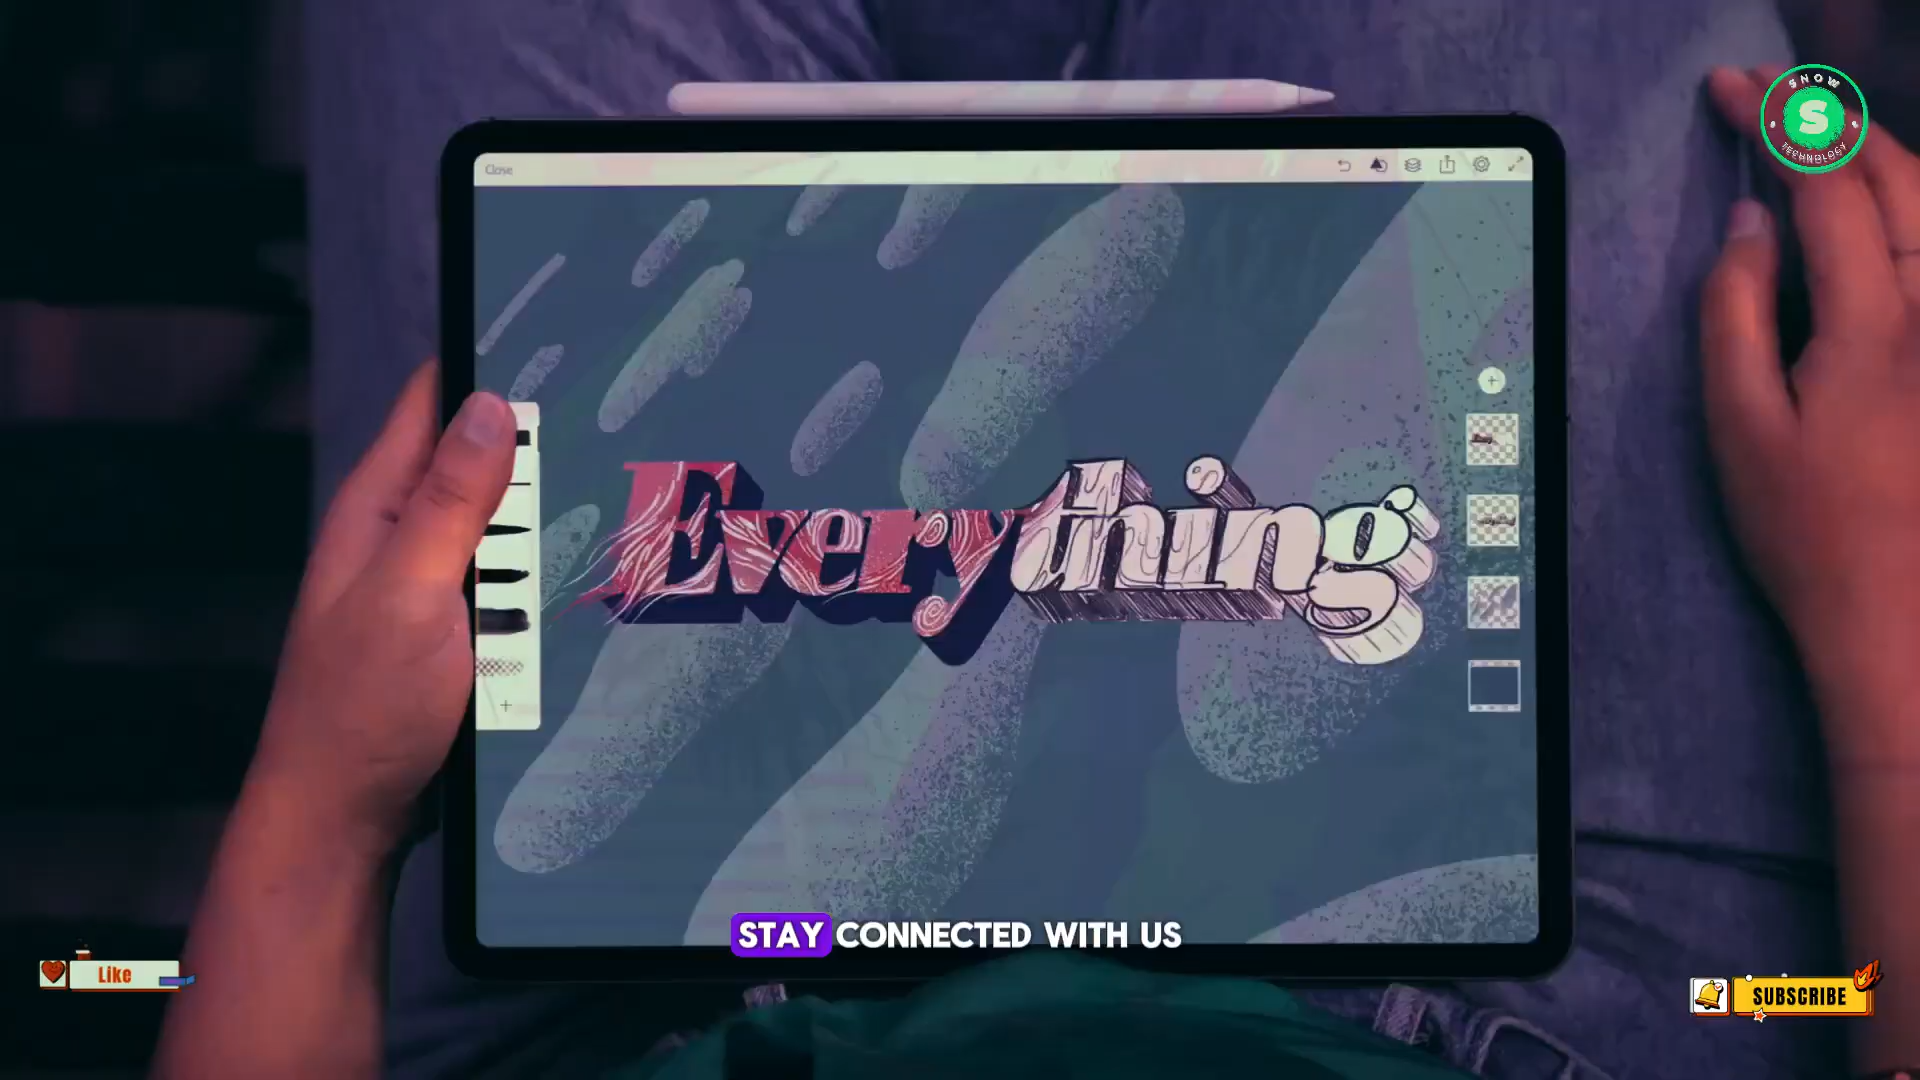 SNOW
S
TECHNOLOGY
Close
Everything
STAY CONNECTED WITH US
Like
SUBSCRIBE